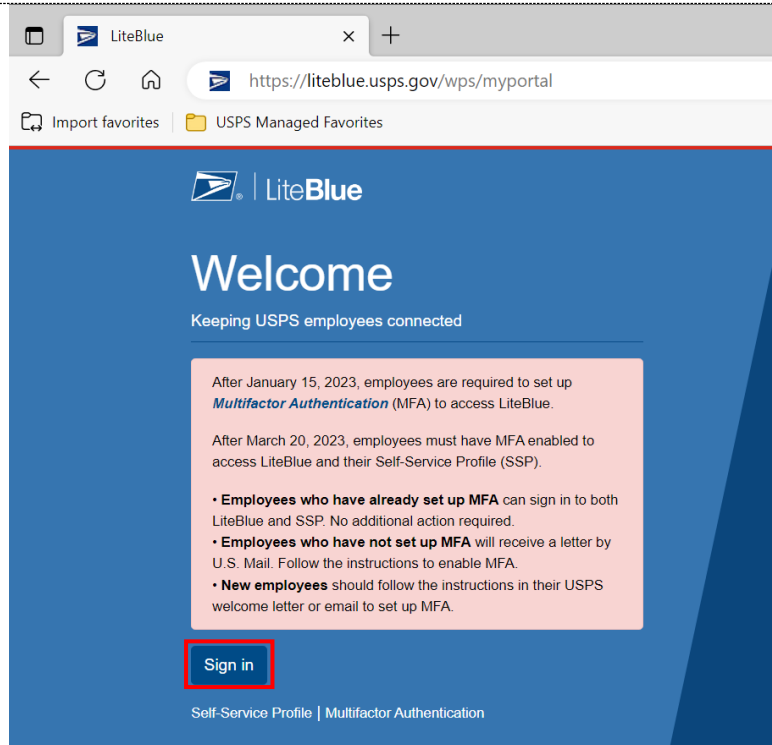 LiteBlue
https://liteblue.usps.gov/wps/myportal
Import favorites
USPS Managed Favorites
LiteBlue
Welcome
Keeping USPS employees connected
After January 15, 2023, employees are required to set up
Multifactor Authentication (MFA) to access LiteBlue.
After March 20, 2023, employees must have MFA enabled to
access LiteBlue and their Self-Service Profile (SSP).
• Employees who have already set up MFA can sign in to both
LiteBlue and SSP. No additional action required.
• Employees who have not set up MFA will receive a letter by
U.S. Mail. Follow the instructions to enable MFA.
• New employees should follow the instructions in their USPS
welcome letter or email to set up MFA.
Sign in
Self-Service Profile | Multifactor Authentication